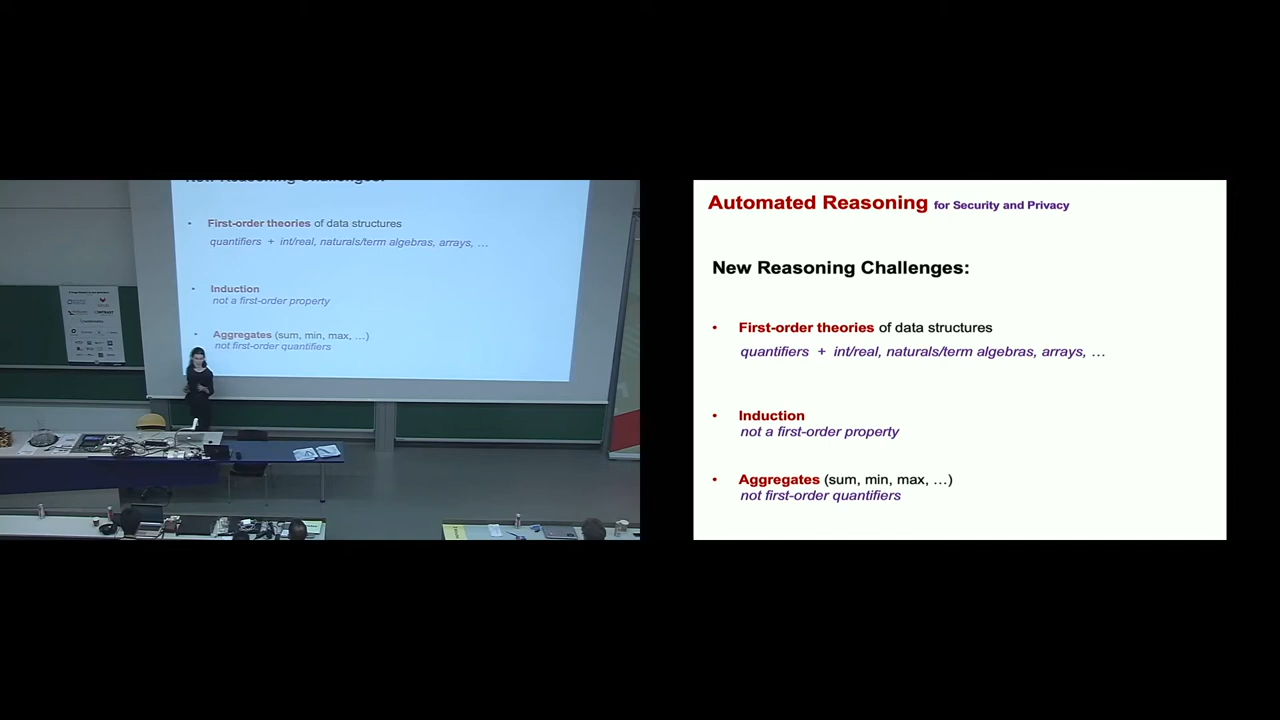 New Reasoning Challenges:
• First-order theories of data structures
quantifiers + int/real, naturals/term algebras, arrays, …
• Induction
not a first-order property
• Aggregates (sum, min, max, …)
not first-order quantifiers
Automated Reasoning for Security and Privacy
New Reasoning Challenges:
• First-order theories of data structures
quantifiers + int/real, naturals/term algebras, arrays, …
• Induction
not a first-order property
• Aggregates (sum, min, max, …)
not first-order quantifiers